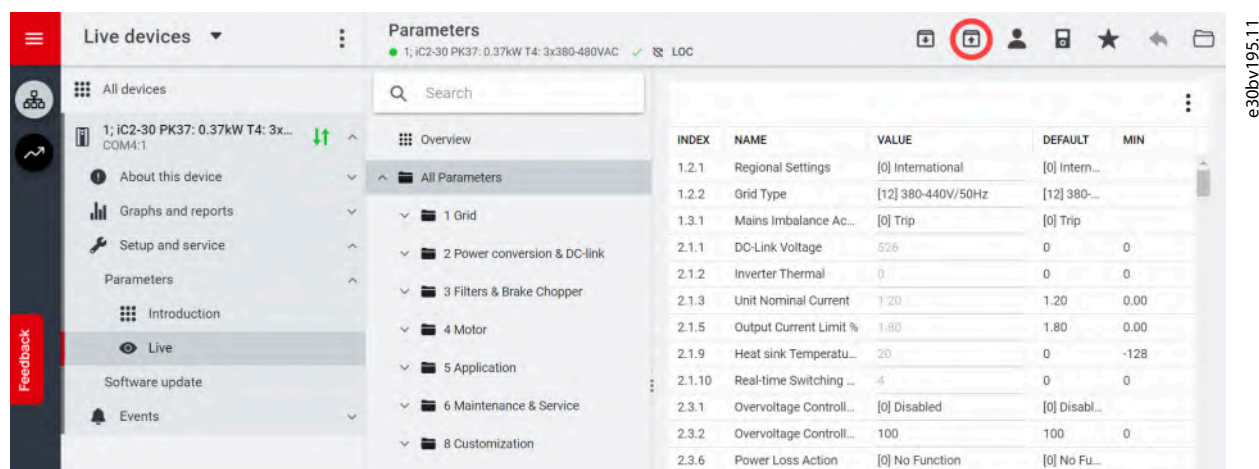 Live devices
Parameters
1; iC2-30 PK37: 0.37kW T4: 3x380-480VAC LOC
e30bv195.11
All devices
1; iC2-30 PK37: 0.37kW T4: 3x...
COM4:1
About this device
Graphs and reports
Setup and service
Parameters
Introduction
Live
Software update
Events
Feedback
Search
Overview
All Parameters
1 Grid
2 Power conversion & DC-link
3 Filters & Brake Chopper
4 Motor
5 Application
6 Maintenance & Service
8 Customization
INDEX NAME VALUE DEFAULT MIN
1.2.1 Regional Settings [0] International [0] Intern...
1.2.2 Grid Type [12] 380-440V/50Hz [12] 380-...
1.3.1 Mains Imbalance Ac... [0] Trip [0] Trip
2.1.1 DC-Link Voltage 526 0 0
2.1.2 Inverter Thermal 0 0 0
2.1.3 Unit Nominal Current 1.20 1.20 0.00
2.1.5 Output Current Limit % 1.80 1.80 0.00
2.1.9 Heat sink Temperatu... 20 0 -128
2.1.10 Real-time Switching ... 4 0 0
2.3.1 Overvoltage Controll... [0] Disabled [0] Disabl...
2.3.2 Overvoltage Controll... 100 100 0
2.3.6 Power Loss Action [0] No Function [0] No Fu...